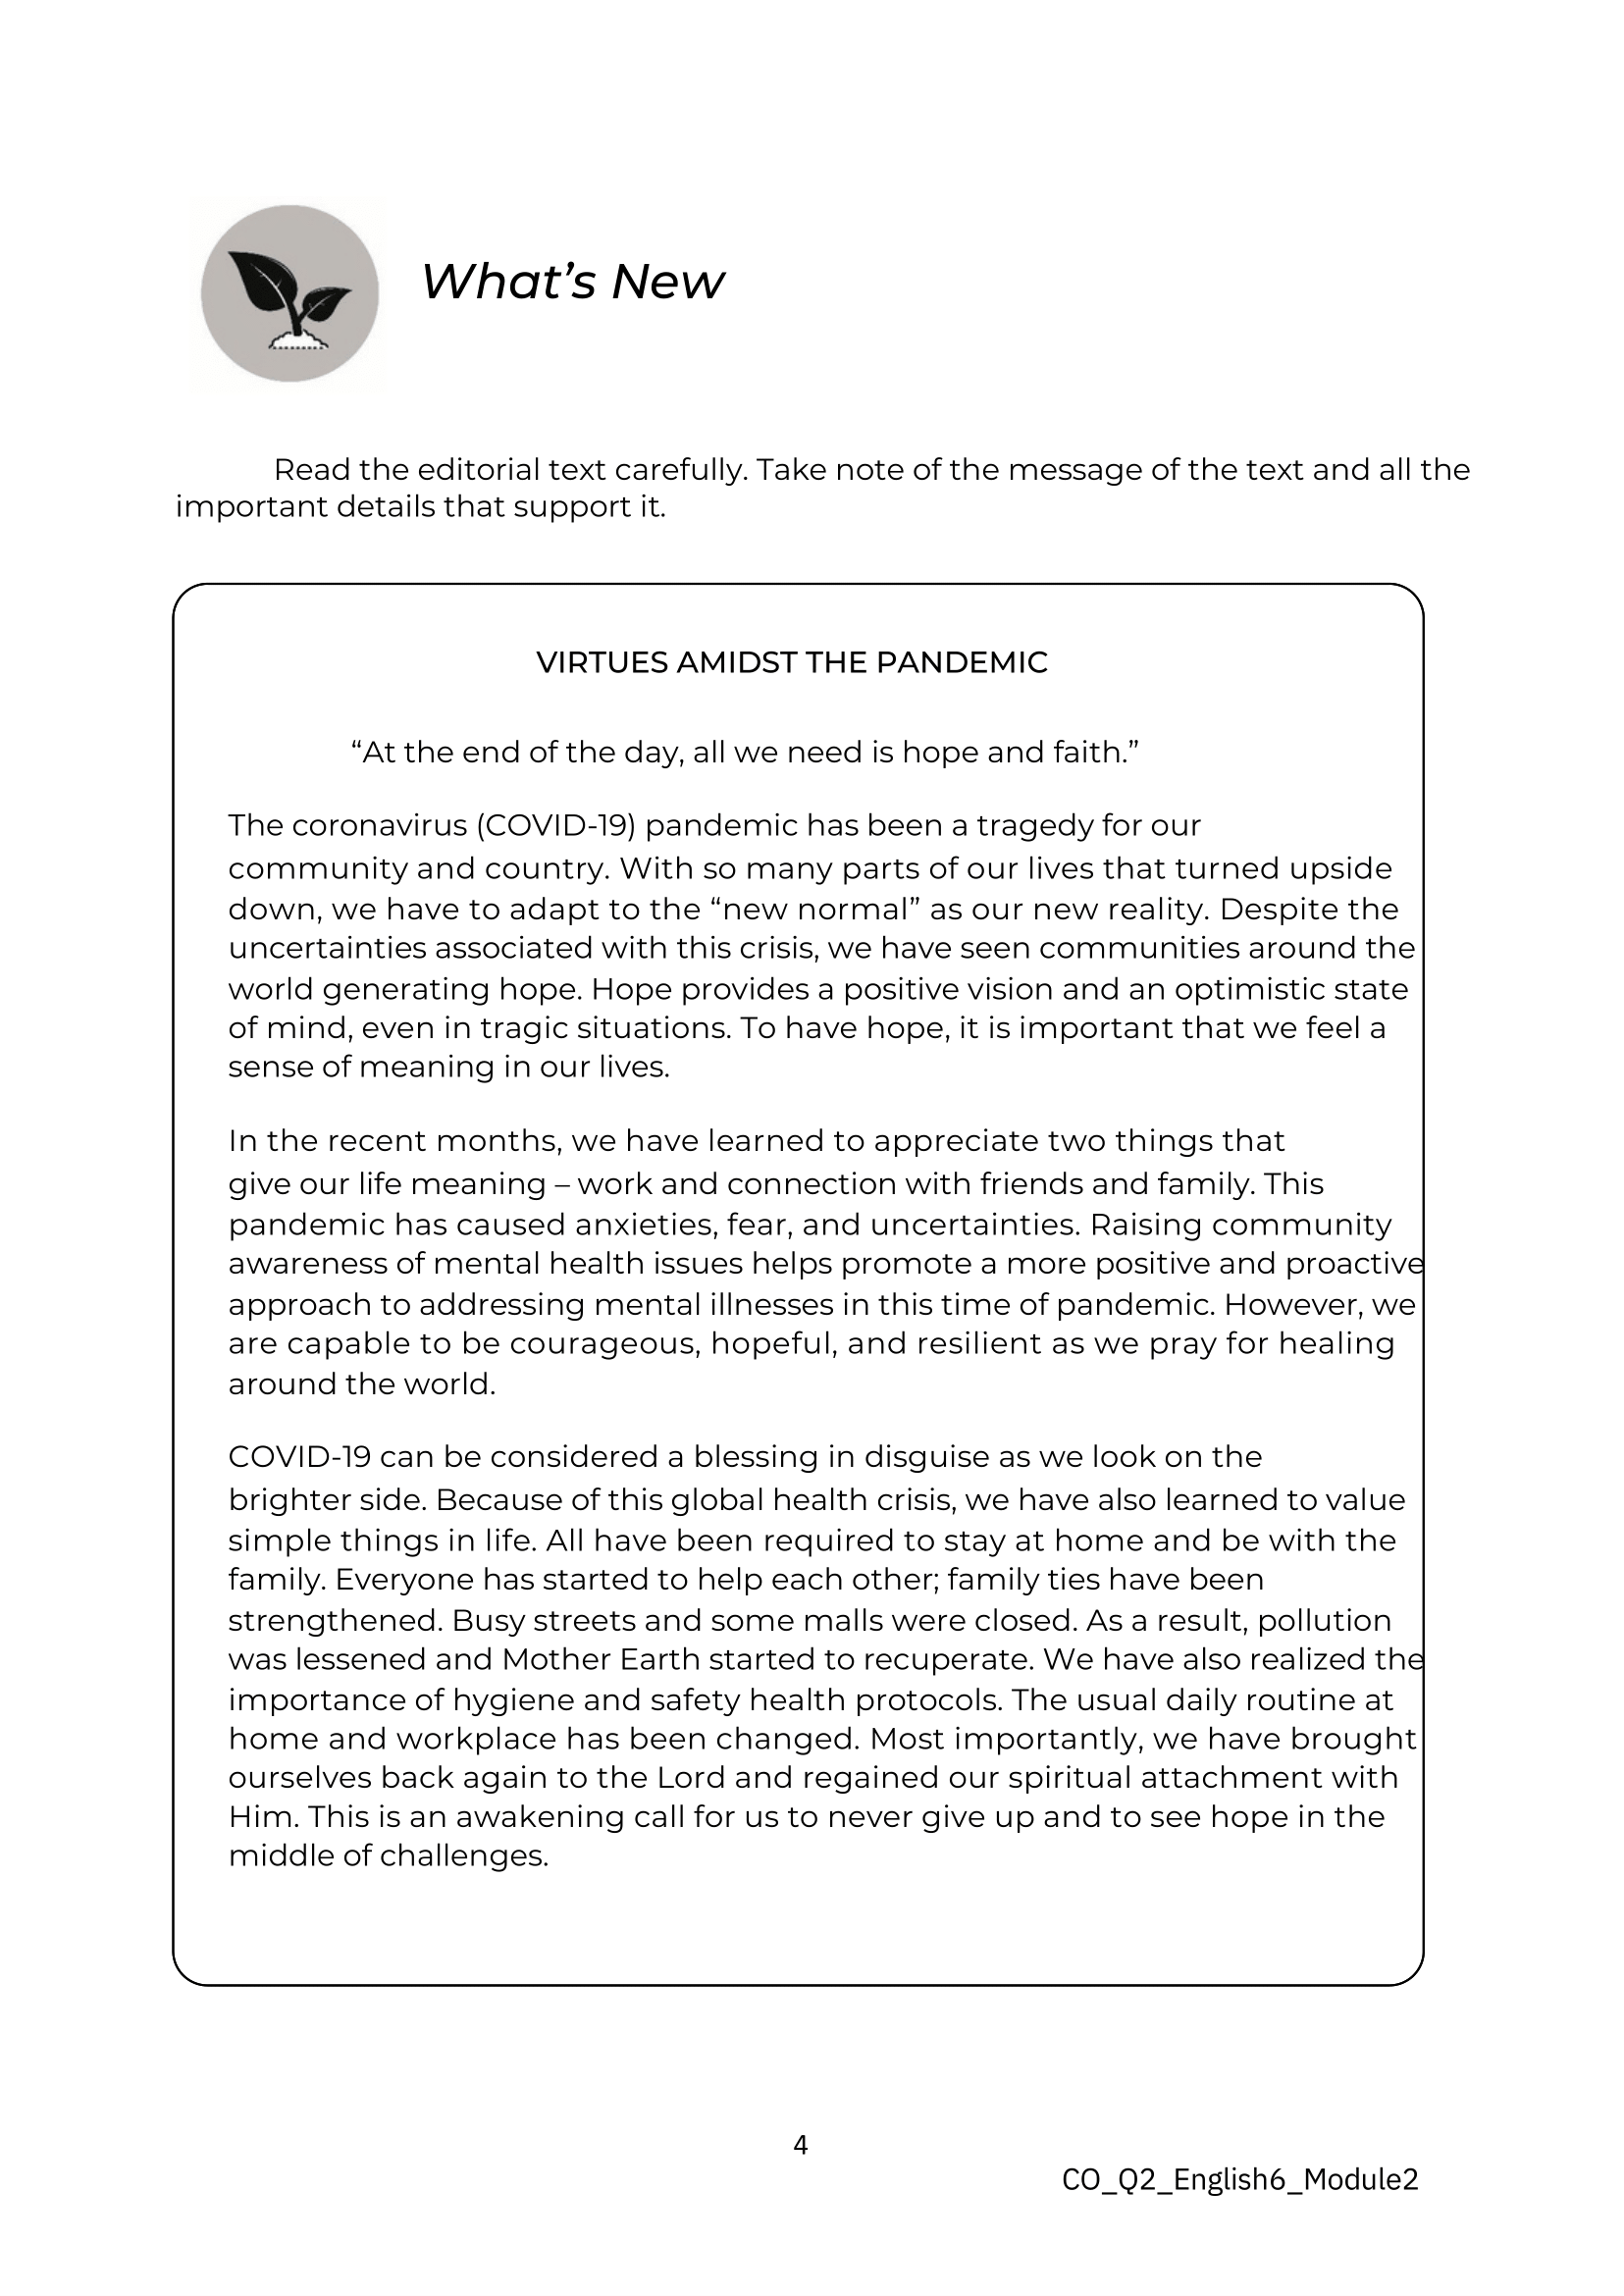 What’s New
Read the editorial text carefully. Take note of the message of the text and all the
important details that support it.
VIRTUES AMIDST THE PANDEMIC
“At the end of the day, all we need is hope and faith.”
The coronavirus (COVID-19) pandemic has been a tragedy for our
community and country. With so many parts of our lives that turned upside
down, we have to adapt to the “new normal” as our new reality. Despite the
uncertainties associated with this crisis, we have seen communities around the
world generating hope. Hope provides a positive vision and an optimistic state
of mind, even in tragic situations. To have hope, it is important that we feel a
sense of meaning in our lives.
In the recent months, we have learned to appreciate two things that
give our life meaning – work and connection with friends and family. This
pandemic has caused anxieties, fear, and uncertainties. Raising community
awareness of mental health issues helps promote a more positive and proactive
approach to addressing mental illnesses in this time of pandemic. However, we
are capable to be courageous, hopeful, and resilient as we pray for healing
around the world.
COVID-19 can be considered a blessing in disguise as we look on the
brighter side. Because of this global health crisis, we have also learned to value
simple things in life. All have been required to stay at home and be with the
family. Everyone has started to help each other; family ties have been
strengthened. Busy streets and some malls were closed. As a result, pollution
was lessened and Mother Earth started to recuperate. We have also realized the
importance of hygiene and safety health protocols. The usual daily routine at
home and workplace has been changed. Most importantly, we have brought
ourselves back again to the Lord and regained our spiritual attachment with
Him. This is an awakening call for us to never give up and to see hope in the
middle of challenges.
4
CO_Q2_English6_Module2